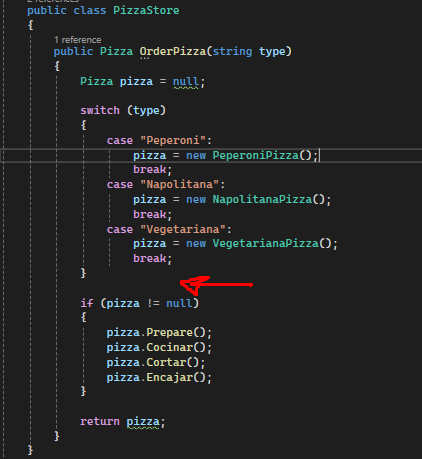 2 references
public class PizzaStore
{
1 reference
public Pizza OrderPizza(string type)
{
Pizza pizza = null;
switch (type)
{
case "Peperoni":
pizza = new PeperoniPizza();
break;
case "Napolitana":
pizza = new NapolitanaPizza();
break;
case "Vegetariana":
pizza = new VegetarianaPizza();
break;
}
if (pizza != null)
{
pizza.Prepare();
pizza.Cocinar();
pizza.Cortar();
pizza.Encajar();
}
return pizza;
}
}